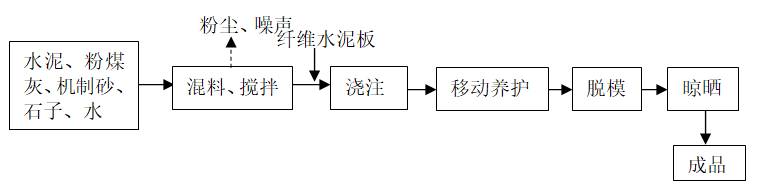 粉尘、噪声
纤维水泥板
水泥、粉煤
灰、机制砂、
石子、水
混料、搅拌
浇注
移动养护
脱模
晾晒
成品